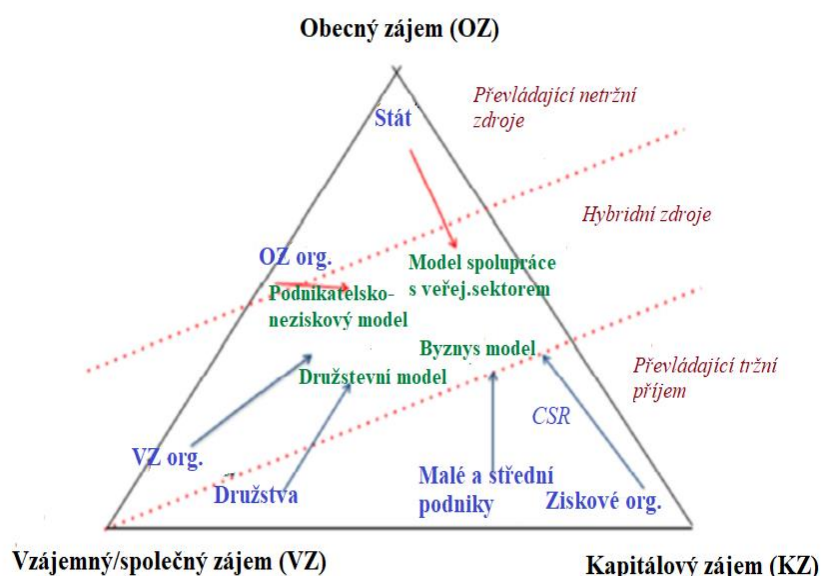 Obecný zájem (OZ)
Převládající netržní
zdroje
Stát
Hybridní zdroje
OZ org.
Model spolupráce
s veřej.sektorem
Podnikatelsko-
neziskový model
Byznys model
Převládající tržní
příjem
Družstevní model
CSR
VZ org.
Malé a střední
podniky
Družstva
Ziskové org.
Vzájemný/společný zájem (VZ)
Kapitálový zájem (KZ)